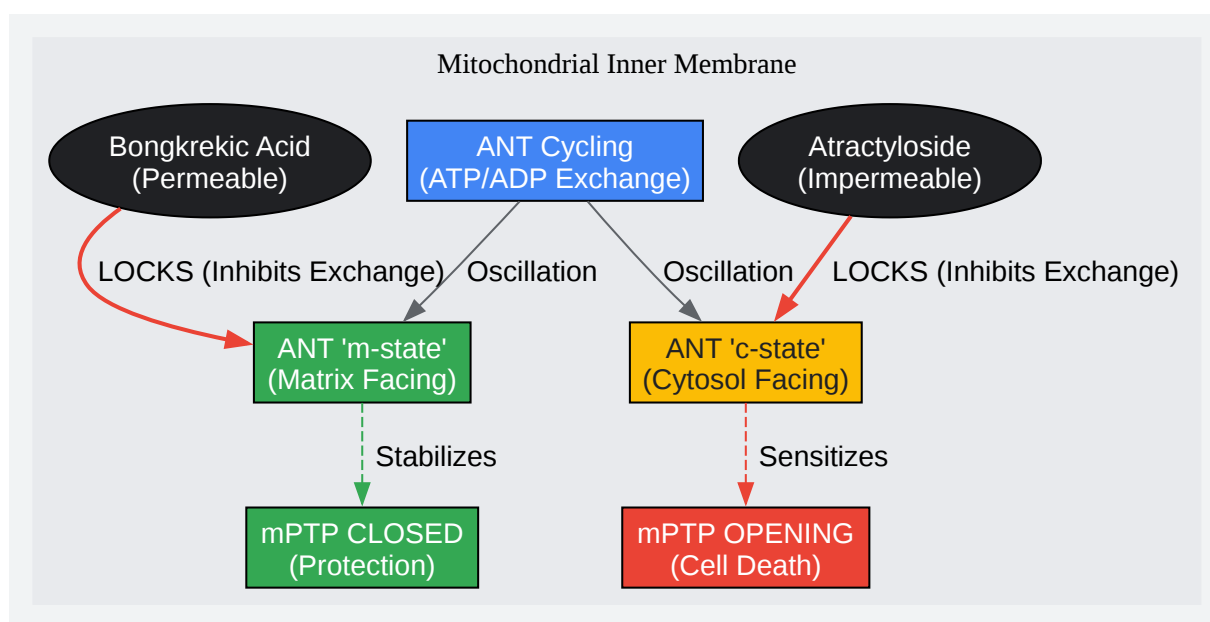 Mitochondrial Inner Membrane
Bongkrekic Acid
(Permeable)
ANT Cycling
(ATP/ADP Exchange)
Atractyloside
(Impermeable)
LOCKS (Inhibits Exchange)
Oscillation
Oscillation
LOCKS (Inhibits Exchange)
ANT 'm-state'
(Matrix Facing)
ANT 'c-state'
(Cytosol Facing)
Stabilizes
Sensitizes
mPTP CLOSED
(Protection)
mPTP OPENING
(Cell Death)